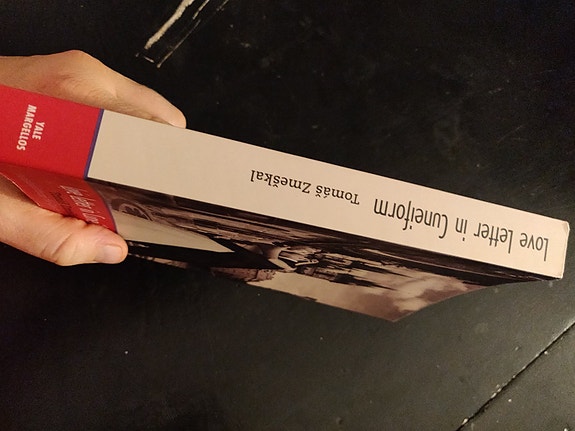 Love Letter in Cuneiform
Tomáš Zmeškal
YALE
MARGELLOS